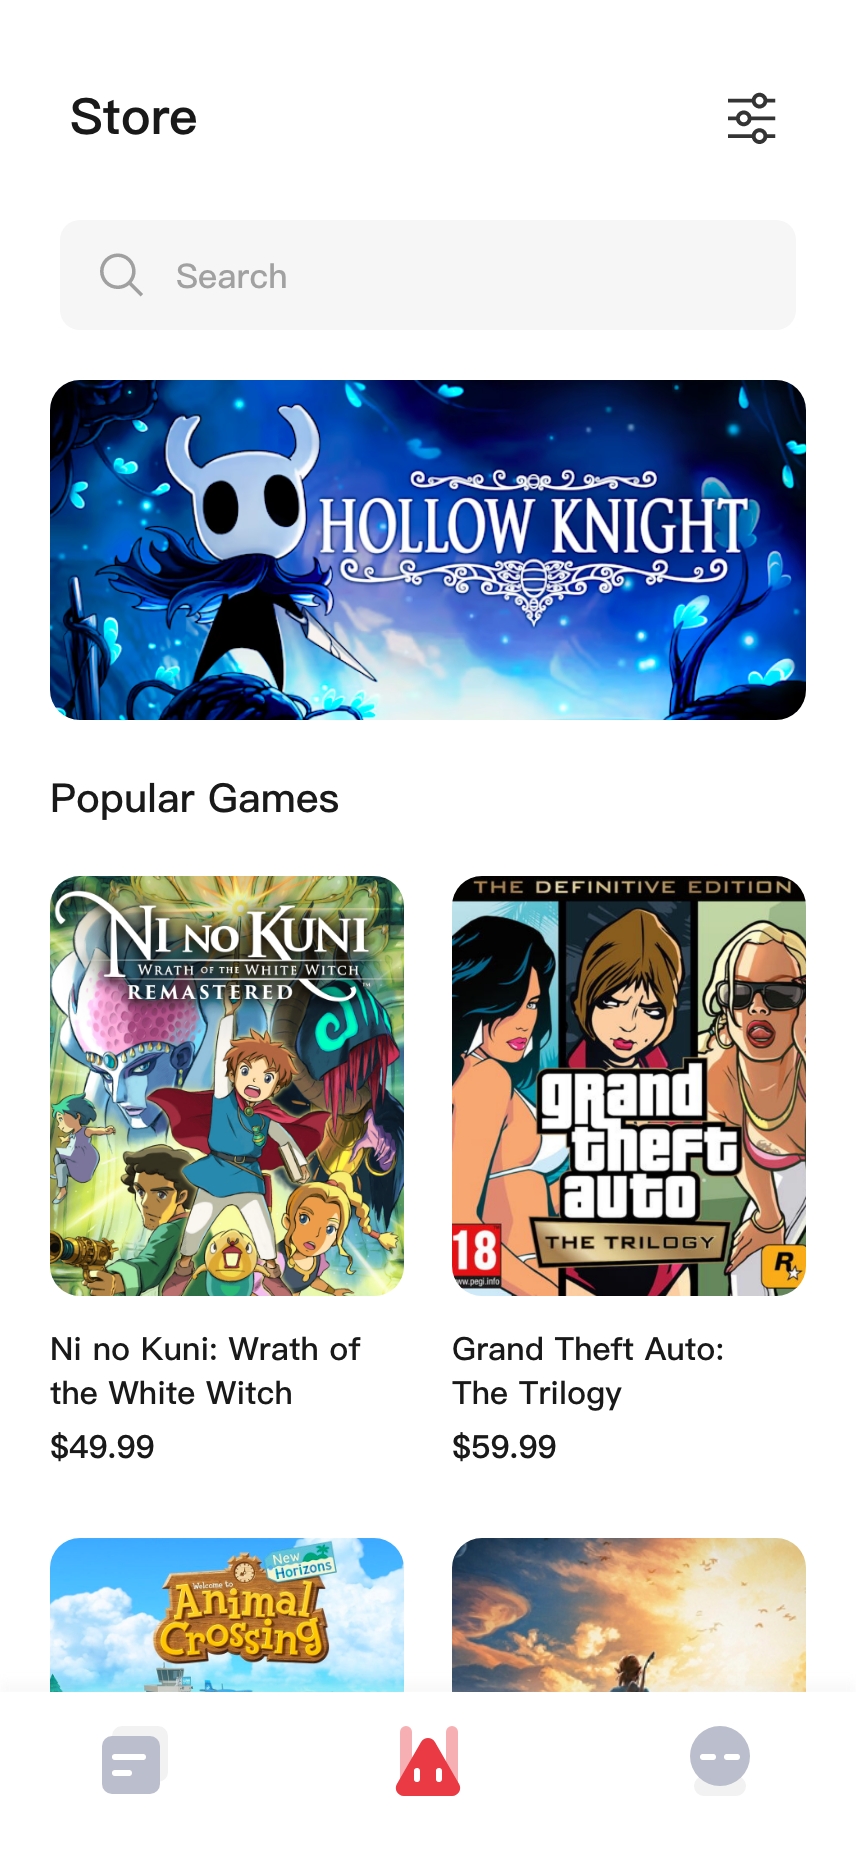 Store
Search
HOLLOW KNIGHT
Popular Games
NI NO KUNI
WRATH OF THE WHITE WITCH
REMASTERED
™
THE DEFINITIVE EDITION
grand
theft
auto
THE TRILOGY
18
www.pegi.info
R
Ni no Kuni: Wrath of
the White Witch
$49.99
Grand Theft Auto:
The Trilogy
$59.99
New
Horizons
Welcome to
Animal
Crossing